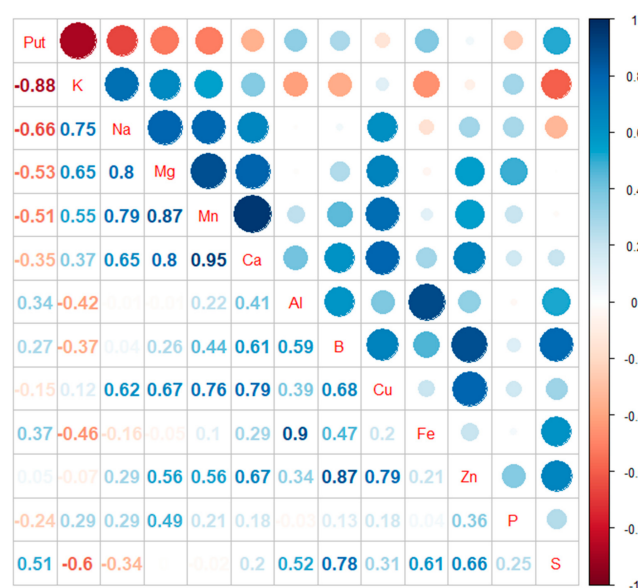 Put
-0.88 K
-0.66 0.75 Na
-0.53 0.65 0.8 Mg
-0.51 0.55 0.79 0.87 Mn
-0.35 0.37 0.65 0.8 0.95 Ca
0.34 -0.42 0.22 0.41 Al
0.27 -0.37 0.04 0.26 0.44 0.61 0.59 B
-0.15 0.12 0.62 0.67 0.76 0.79 0.39 0.68 Cu
0.37 -0.46 -0.16 -0.05 0.1 0.29 0.9 0.47 0.2 Fe
0.05 -0.07 0.29 0.56 0.56 0.67 0.34 0.87 0.79 0.21 Zn
-0.24 0.29 0.29 0.49 0.21 0.18 -0.03 0.13 0.18 0.04 0.36 P
0.51 -0.6 -0.34 -0.02 0.2 0.52 0.78 0.31 0.61 0.66 0.25 S
1
0.8
0.6
0.4
0.2
0